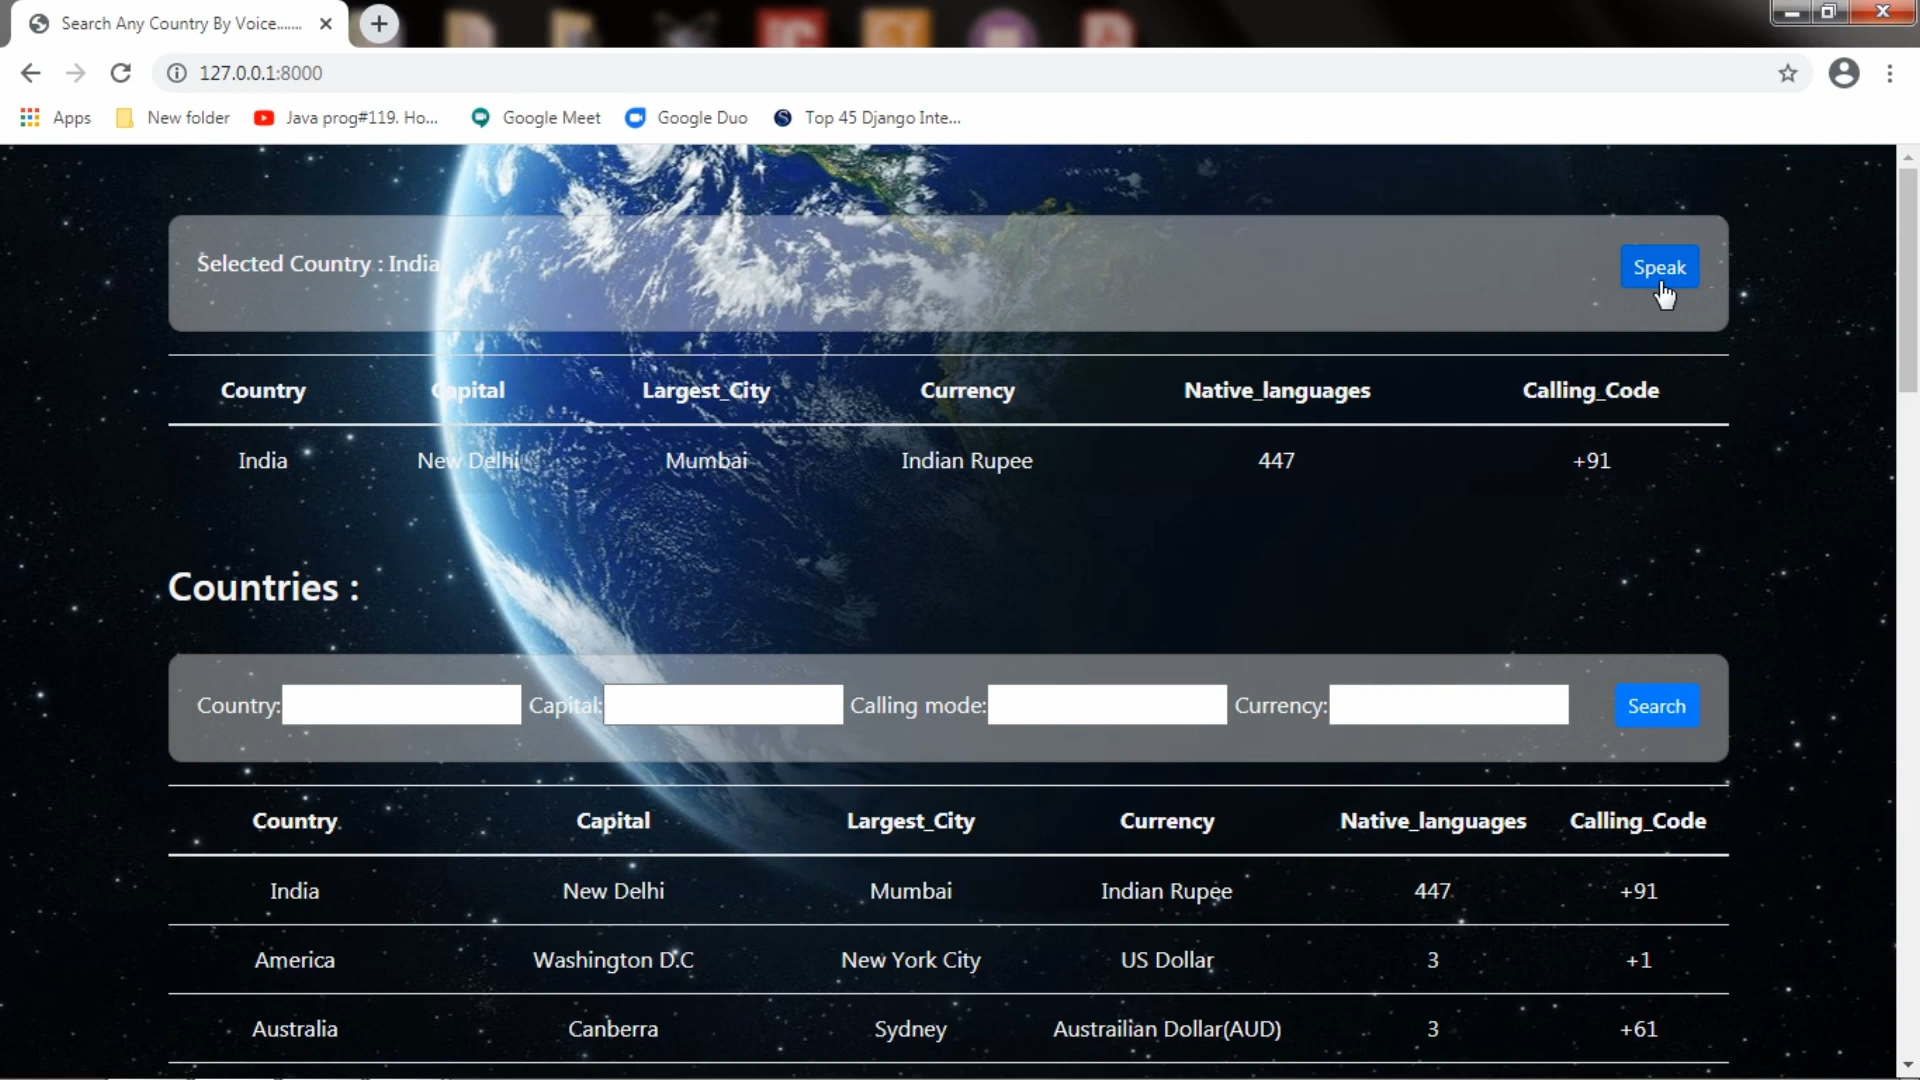 Search Any Country By Voice.......
127.0.0.1:8000
Apps New folder Java prog#119. Ho... Google Meet Google Duo Top 45 Django Inte...
Selected Country : India Speak
Country Capital Largest_City Currency Native_languages Calling_Code
India New Delhi Mumbai Indian Rupee 447 +91
Countries :
Country: Capital: Calling mode: Currency: Search
Country Capital Largest_City Currency Native_languages Calling_Code
India New Delhi Mumbai Indian Rupee 447 +91
America Washington D.C New York City US Dollar 3 +1
Australia Canberra Sydney Austrailian Dollar(AUD) 3 +61